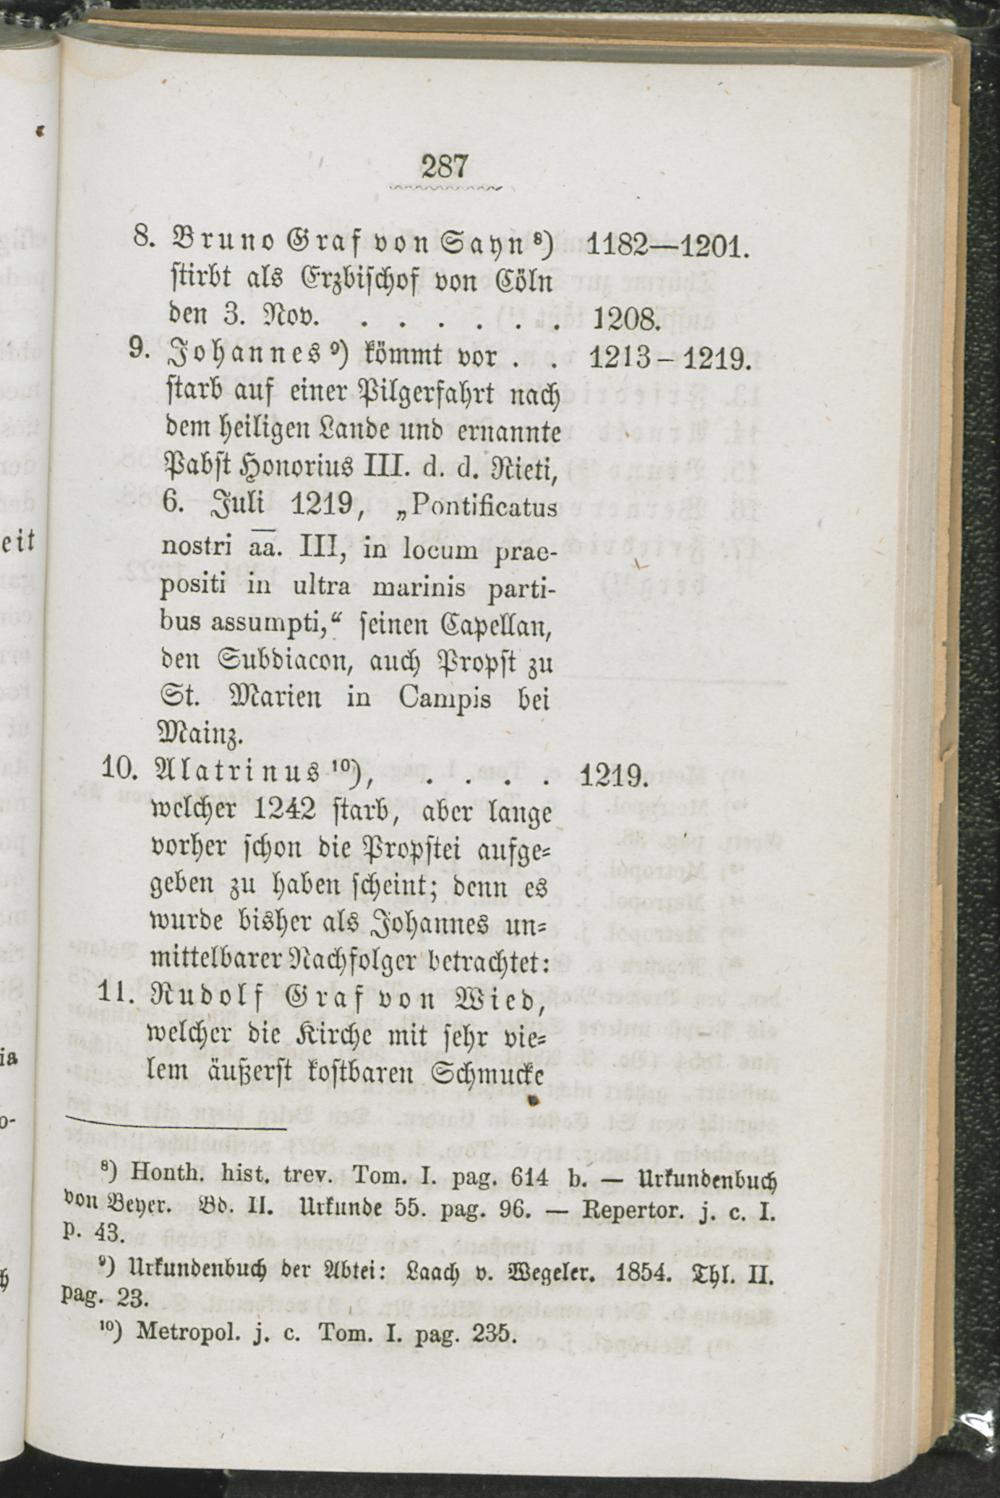 287
8. Bruno Graf von Sayn ⁸) 1182—1201.
stirbt als Erzbischof von Cöln
den 3. Nov. . . . . . . 1208.
9. Johannes ⁹) kömmt vor . . 1213–1219.
starb auf einer Pilgerfahrt nach
dem heiligen Lande und ernannte
Pabst Honorius III. d. d. Rieti,
6. Juli 1219, „Pontificatus
nostri a̅a̅. III, in locum prae-
positi in ultra marinis parti-
bus assumpti,“ seinen Capellan,
den Subdiacon, auch Propst zu
St. Marien in Campis bei
Mainz.
10. Alatrinus ¹⁰), . . . . 1219.
welcher 1242 starb, aber lange
vorher schon die Propstei aufge-
geben zu haben scheint; denn es
wurde bisher als Johannes un-
mittelbarer Nachfolger betrachtet:
11. Rudolf Graf von Wied,
welcher die Kirche mit sehr vie-
lem äußerst kostbaren Schmucke
⁸) Honth. hist. trev. Tom. I. pag. 614 b. — Urkundenbuch
von Beyer. Bd. II. Urkunde 55. pag. 96. — Repertor. j. c. I.
p. 43.
⁹) Urkundenbuch der Abtei: Laach v. Wegeler. 1854. Thl. II.
pag. 23.
¹⁰) Metropol. j. c. Tom. I. pag. 235.